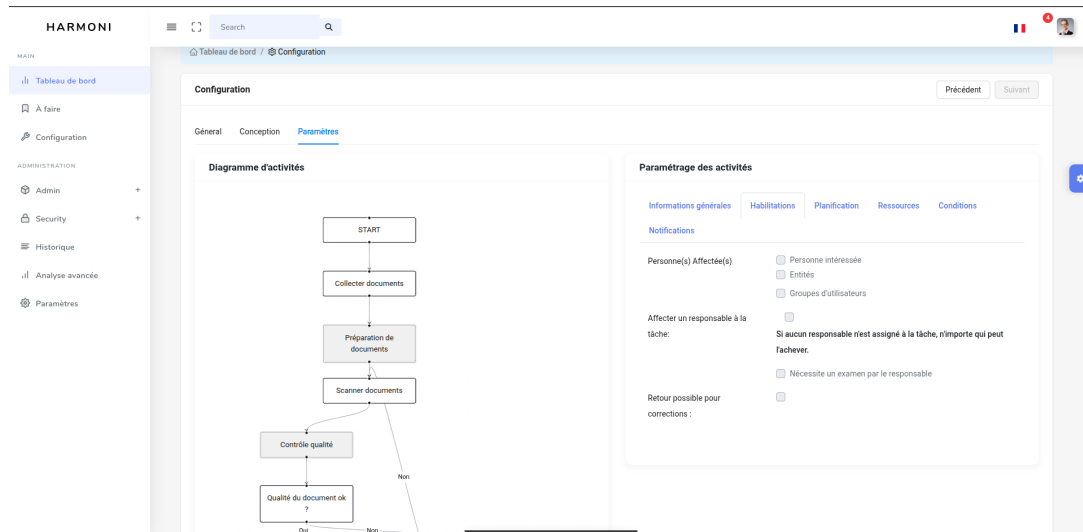 HARMONI
Search
4
MAIN
Tableau de bord
À faire
Configuration
ADMINISTRATION
Admin +
Security +
Historique
Analyse avancée
Paramètres
Tableau de bord / Configuration
Configuration
Précédent
Suivant
Géneral
Conception
Paramètres
Diagramme d'activités
START
Collecter documents
Préparation de
documents
Scanner documents
Contrôle qualité
Non
Qualité du document ok
?
Oui
Non
Paramétrage des activités
Informations générales
Habilitations
Planification
Ressources
Conditions
Notifications
Personne(s) Affectée(s)
Personne intéressée
Entités
Groupes d'utilisateurs
Affecter un responsable à la
tâche:
Si aucun responsable n'est assigné à la tâche, n'importe qui peut
l'achever.
Nécessite un examen par le responsable
Retour possible pour
corrections :